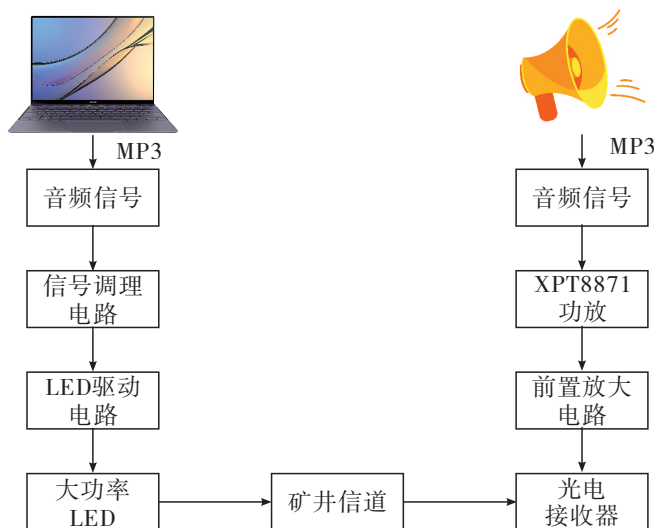 MP3
音频信号
信号调理
电路
LED驱动
电路
大功率
LED
矿井信道
MP3
音频信号
XPT8871
功放
前置放大
电路
光电
接收器